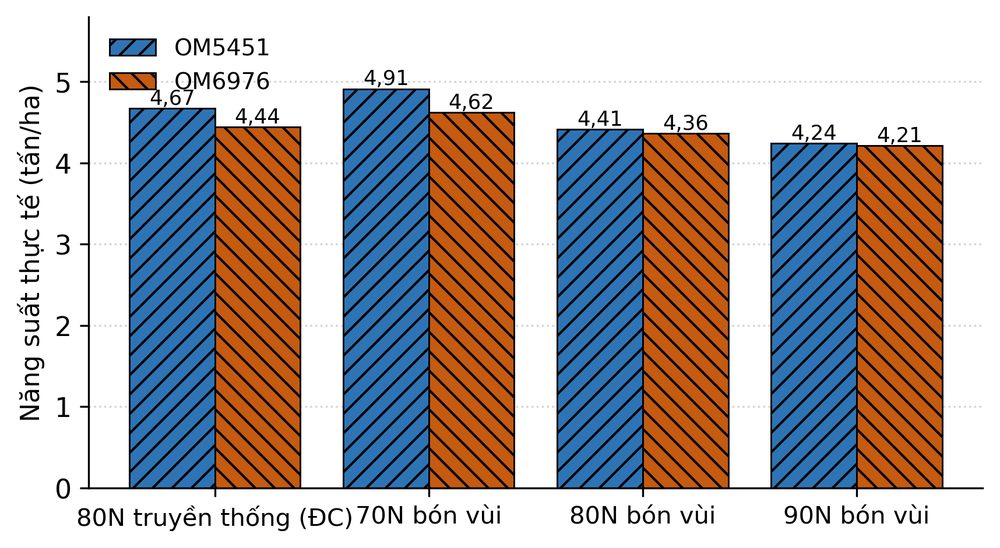 OM5451
OM6976
4,67
4,44
4,91
4,62
4,41
4,36
4,24
4,21
5
4
3
2
1
0
Năng suất thực tế (tấn/ha)
80N truyền thống (ĐC)
70N bón vùi
80N bón vùi
90N bón vùi